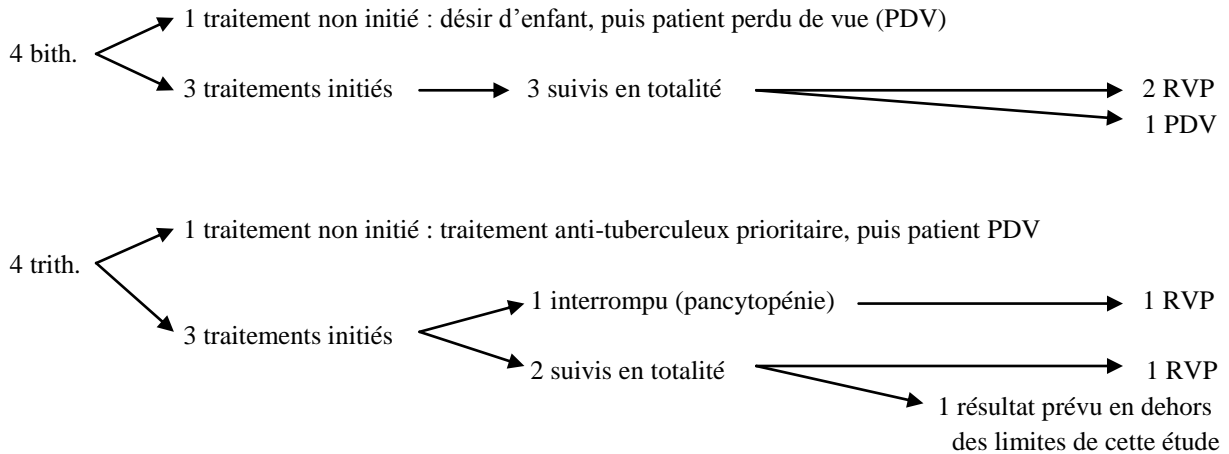 1 traitement non initié : désir d’enfant, puis patient perdu de vue (PDV)
4 bith.
3 traitements initiés
3 suivis en totalité
2 RVP
1 PDV
1 traitement non initié : traitement anti-tuberculeux prioritaire, puis patient PDV
4 trith.
1 interrompu (pancytopénie)
1 RVP
3 traitements initiés
2 suivis en totalité
1 RVP
1 résultat prévu en dehors
des limites de cette étude